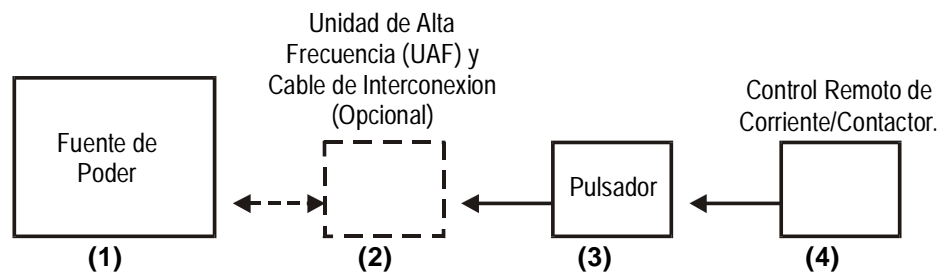 Unidad de Alta
Frecuencia (UAF) y
Cable de Interconexion
(Opcional)
Control Remoto de
Corriente/Contactor.
Fuente de
Poder
Pulsador
(1)
(2)
(3)
(4)